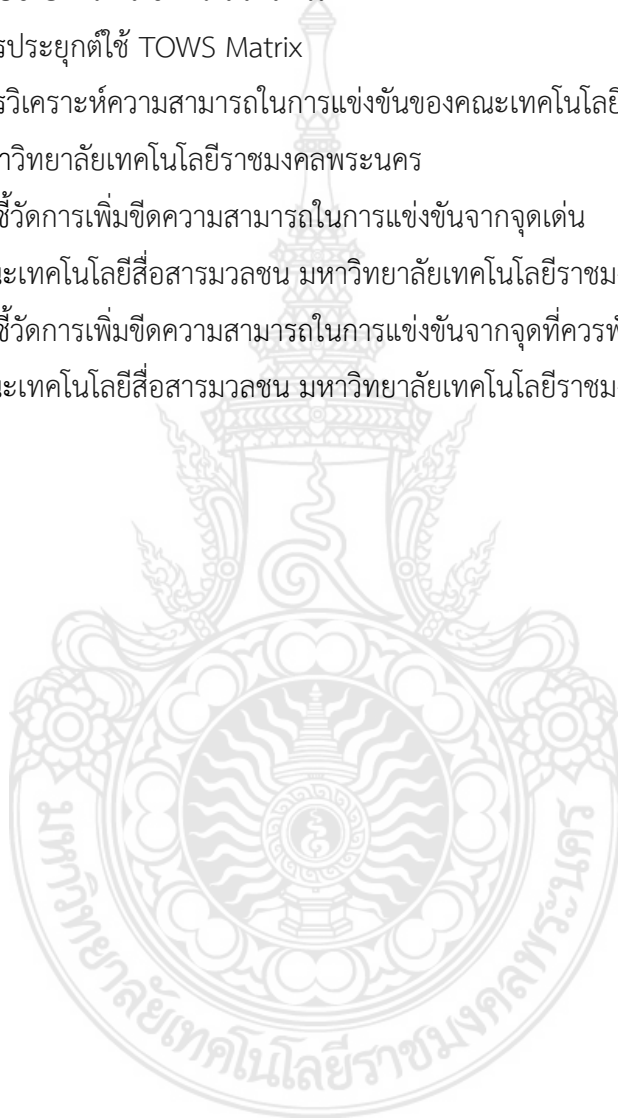 ประยุกต์ใช้ TOWS Matrix
วิเคราะห์ความสามารถในการแข่งขันของคณะเทคโนโลยี
วิทยาลัยเทคโนโลยีราชมงคลพระนคร
ชี้วัดการเพิ่มขีดความสามารถในการแข่งขันจากจุดเด่น
ณะเทคโนโลยีสื่อสารมวลชน มหาวิทยาลัยเทคโนโลยีราชม
ชี้วัดการเพิ่มขีดความสามารถในการแข่งขันจากจุดที่ควรพั
ณะเทคโนโลยีสื่อสารมวลชน มหาวิทยาลัยเทคโนโลยีราชม
มหาวิทยาลัยเทคโนโลยีราชมงคลพระนคร